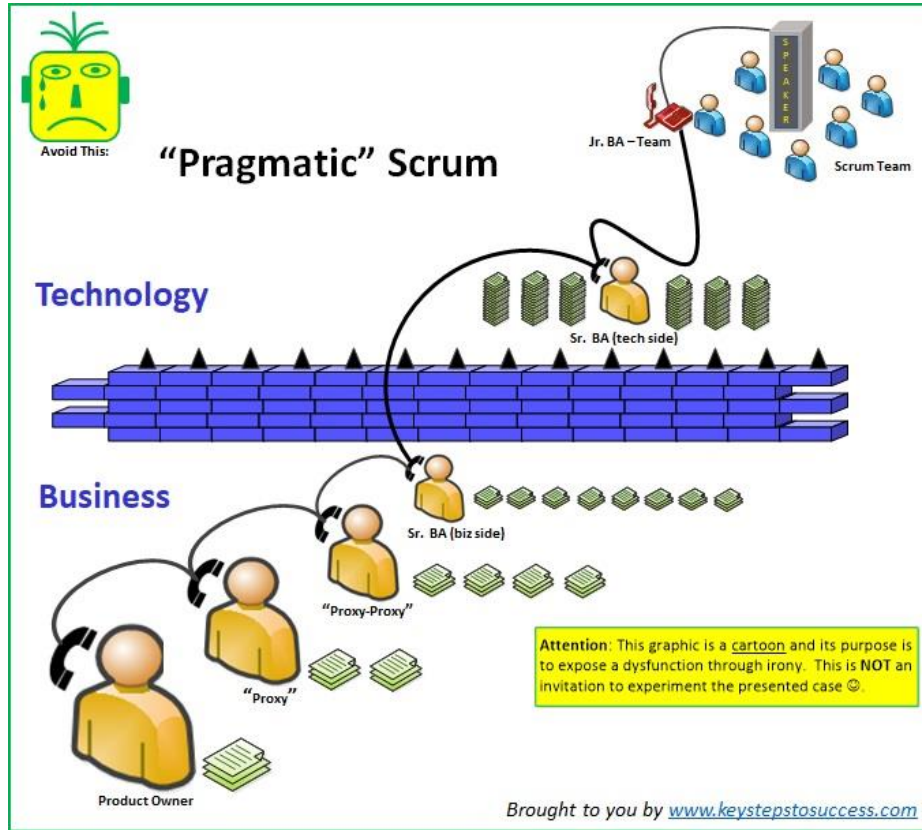 Avoid This:
“Pragmatic” Scrum
SPEAKER
Jr. BA – Team
Scrum Team
Technology
Sr. BA (tech side)
Business
Sr. BA (biz side)
“Proxy-Proxy”
“Proxy”
Product Owner
Attention: This graphic is a cartoon and its purpose is
to expose a dysfunction through irony. This is NOT an
invitation to experiment the presented case ☺.
Brought to you by www.keystepstosuccess.com